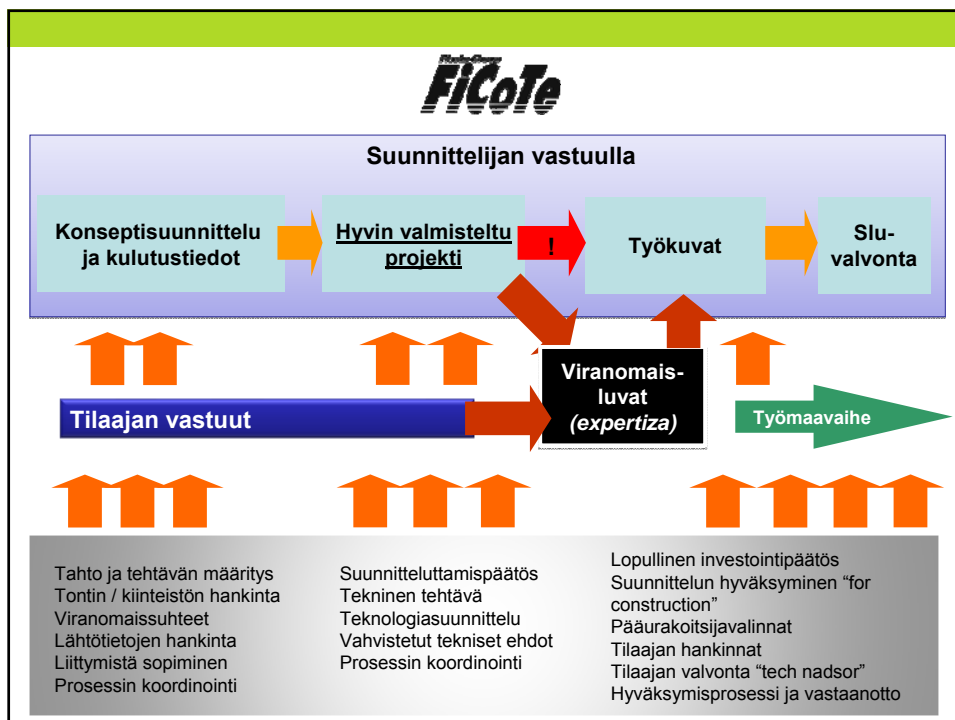 FiCoTe
Suunnittelijan vastuulla
Konseptisuunnittelu
ja kulutustiedot
Hyvin valmisteltu
projekti
!
Työkuvat
Slu-
valvonta
Viranomais-
luvat
(expertiza)
Tilaajan vastuut
Työmaavaihe
Tahto ja tehtävän määritys
Tontin / kiinteistön hankinta
Viranomaissuhteet
Lähtötietojen hankinta
Liittymistä sopiminen
Prosessin koordinointi
Suunnitteluttamispäätös
Tekninen tehtävä
Teknologiasuunnittelu
Vahvistetut tekniset ehdot
Prosessin koordinointi
Lopullinen investointipäätös
Suunnittelun hyväksyminen “for
construction”
Pääurakoitsijavalinnat
Tilaajan hankinnat
Tilaajan valvonta “tech nadsor”
Hyväksymisprosessi ja vastaanotto